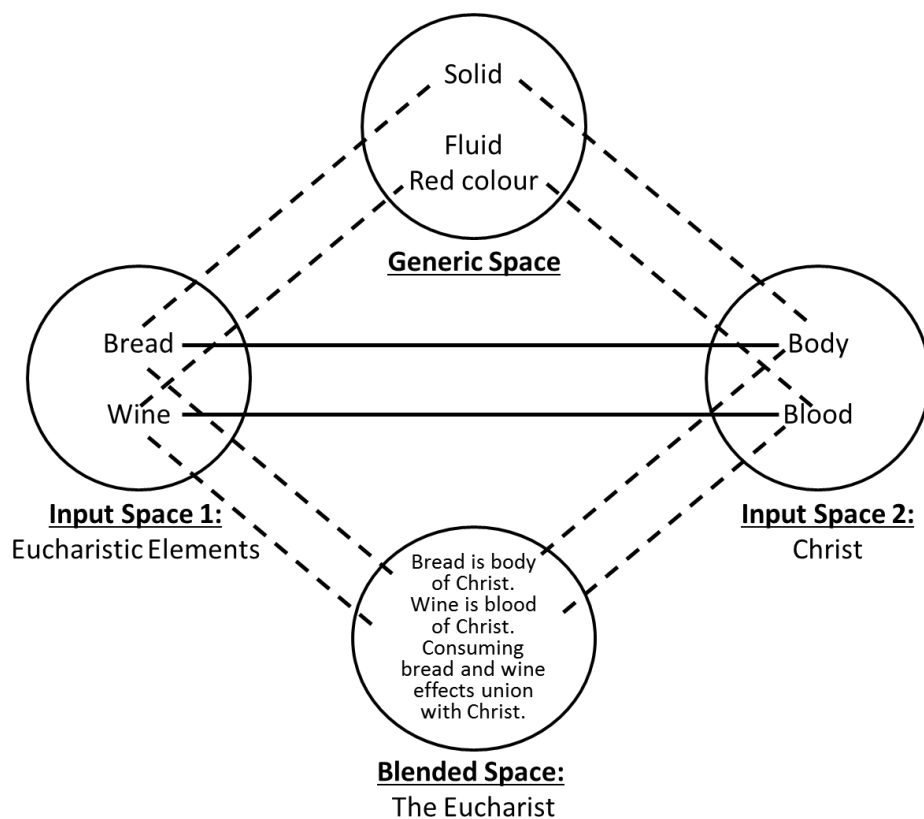 Solid
Fluid
Red colour
Generic Space
Bread
Body
Wine
Blood
Input Space 1:
Eucharistic Elements
Input Space 2:
Christ
Bread is body
of Christ.
Wine is blood
of Christ.
Consuming
bread and wine
effects union
with Christ.
Blended Space:
The Eucharist